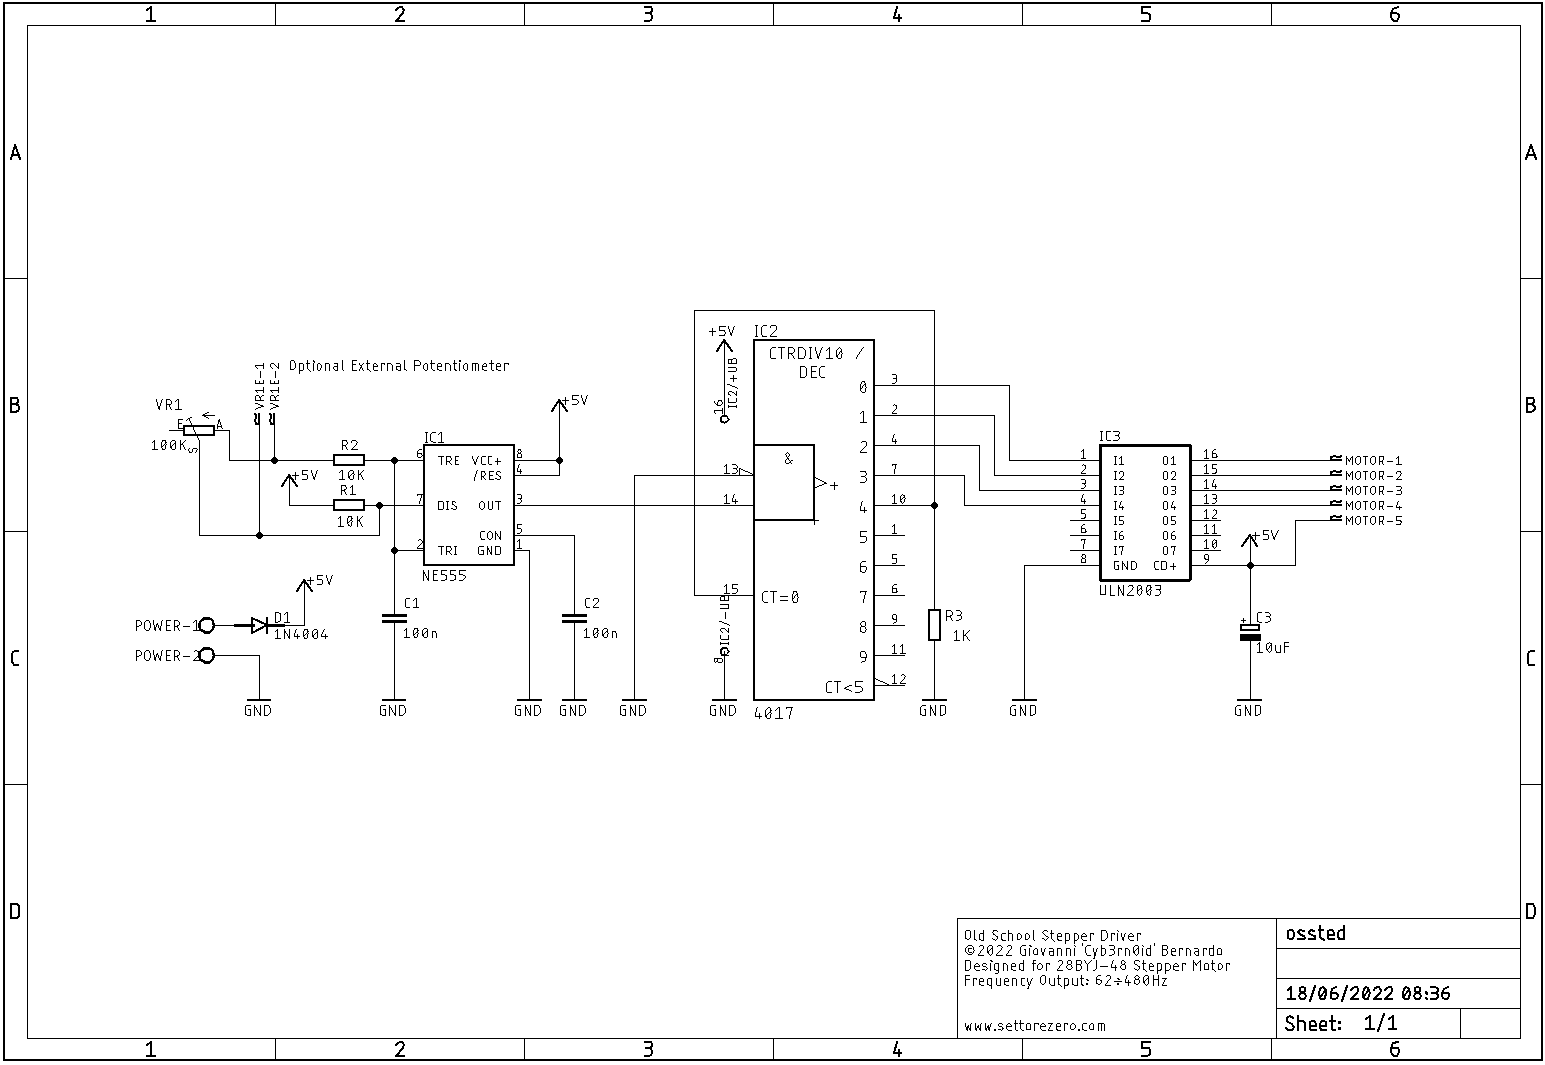 1 2 3 4 5 6
A A
Optional External Potentiometer
VR1E-1
VR1E-2
B B
VR1
E A
100K
S
+5V
R2
10K
R1
10K
IC1
6 TRE VCC+ 8
/RES 4
7 DIS OUT 3
CON 5
2 TRI GND 1
NE555
+5V
C1
100n
C2
100n
+5V
D1
1N4004
POWER-1
POWER-2
GND GND GND GND GND GND GND GND GND
+5V
IC2
16
IC2/+UB
CTRDIV10 /
DEC
&
+
+
13
14
15 CT=0
IC2/-UB
8
0 3
1 2
2 4
3 7
4 10
5 1
6 5
7 6
8 9
9 11
CT<5 12
4017
R3
1K
IC3
1 I1 O1 16
2 I2 O2 15
3 I3 O3 14
4 I4 O4 13
5 I5 O5 12
6 I6 O6 11
7 I7 O7 10
8 GND CD+ 9
ULN2003
MOTOR-1
MOTOR-2
MOTOR-3
MOTOR-4
MOTOR-5
+5V
+
C3
10uF
C C
D D
Old School Stepper Driver
©2022 Giovanni 'Cyb3rn0id' Bernardo
Designed for 28BYJ-48 Stepper Motor
Frequency Output: 62÷480Hz
www.settorezero.com
ossted
18/06/2022 08:36
Sheet: 1/1
1 2 3 4 5 6